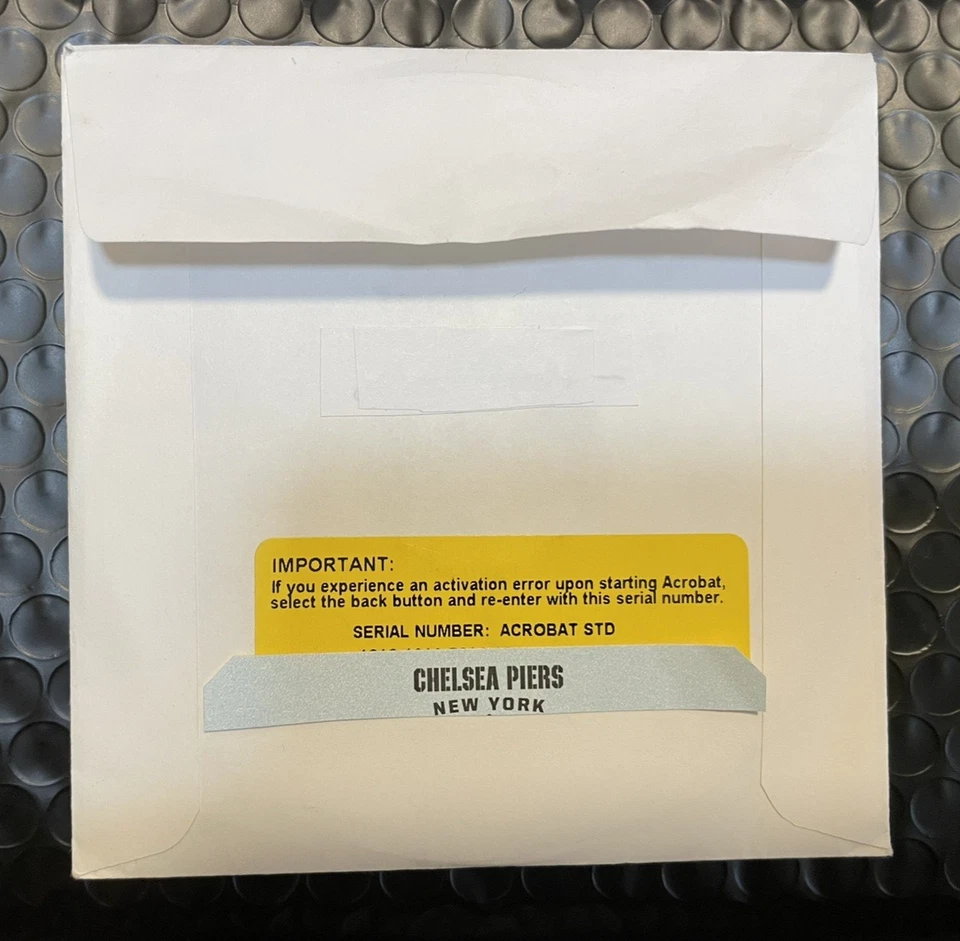 IMPORTANT:
If you experience an activation error upon starting Acrobat,
select the back button and re-enter with this serial number.
SERIAL NUMBER: ACROBAT STD
CHELSEA PIERS
NEW YORK